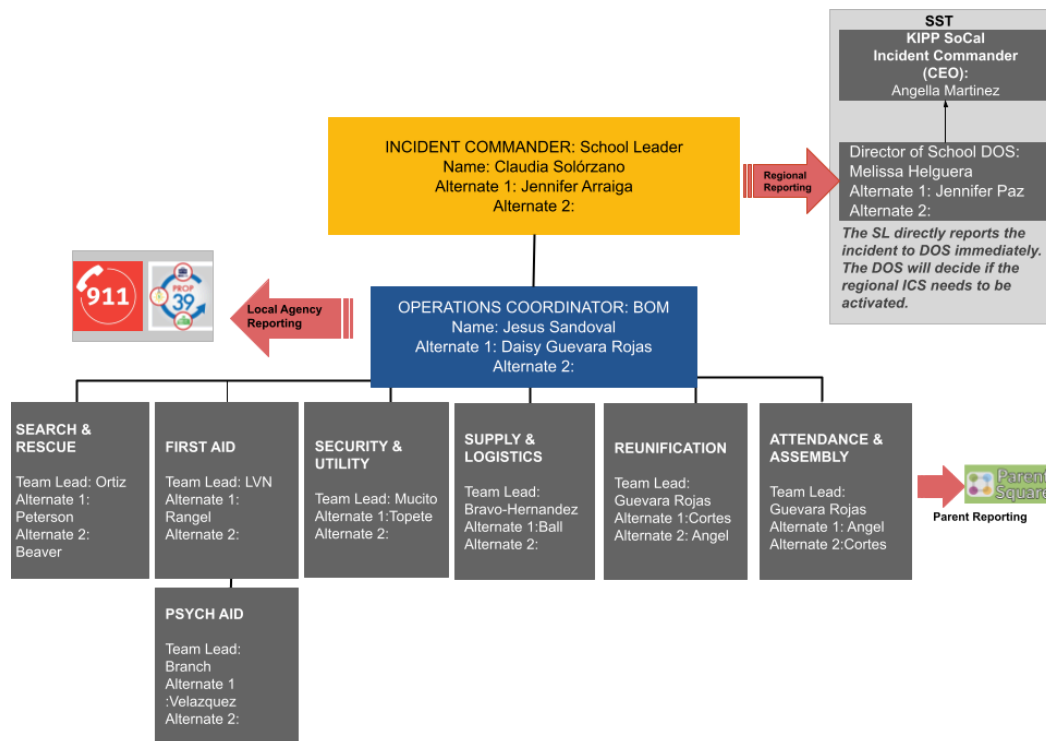 SST
KIPP SoCal
Incident Commander
(CEO):
Angella Martinez
INCIDENT COMMANDER: School Leader
Name: Claudia Solórzano
Alternate 1: Jennifer Arraiga
Alternate 2:
Regional
Reporting
Director of School DOS:
Melissa Helguera
Alternate 1: Jennifer Paz
Alternate 2:
The SL directly reports the
incident to DOS immediately.
The DOS will decide if the
regional ICS needs to be
activated.
911
PROP
39
Local Agency
Reporting
OPERATIONS COORDINATOR: BOM
Name: Jesus Sandoval
Alternate 1: Daisy Guevara Rojas
Alternate 2:
SEARCH &
RESCUE
Team Lead: Ortiz
Alternate 1:
Peterson
Alternate 2:
Beaver
FIRST AID
Team Lead: LVN
Alternate 1:
Rangel
Alternate 2:
SECURITY &
UTILITY
Team Lead: Mucito
Alternate 1:Topete
Alternate 2:
SUPPLY &
LOGISTICS
Team Lead:
Bravo-Hernandez
Alternate 1:Ball
Alternate 2:
REUNIFICATION
Team Lead:
Guevara Rojas
Alternate 1:Cortes
Alternate 2: Angel
ATTENDANCE &
ASSEMBLY
Team Lead:
Guevara Rojas
Alternate 1: Angel
Alternate 2:Cortes
Parent
Square
Parent Reporting
PSYCH AID
Team Lead:
Branch
Alternate 1
:Velazquez
Alternate 2: